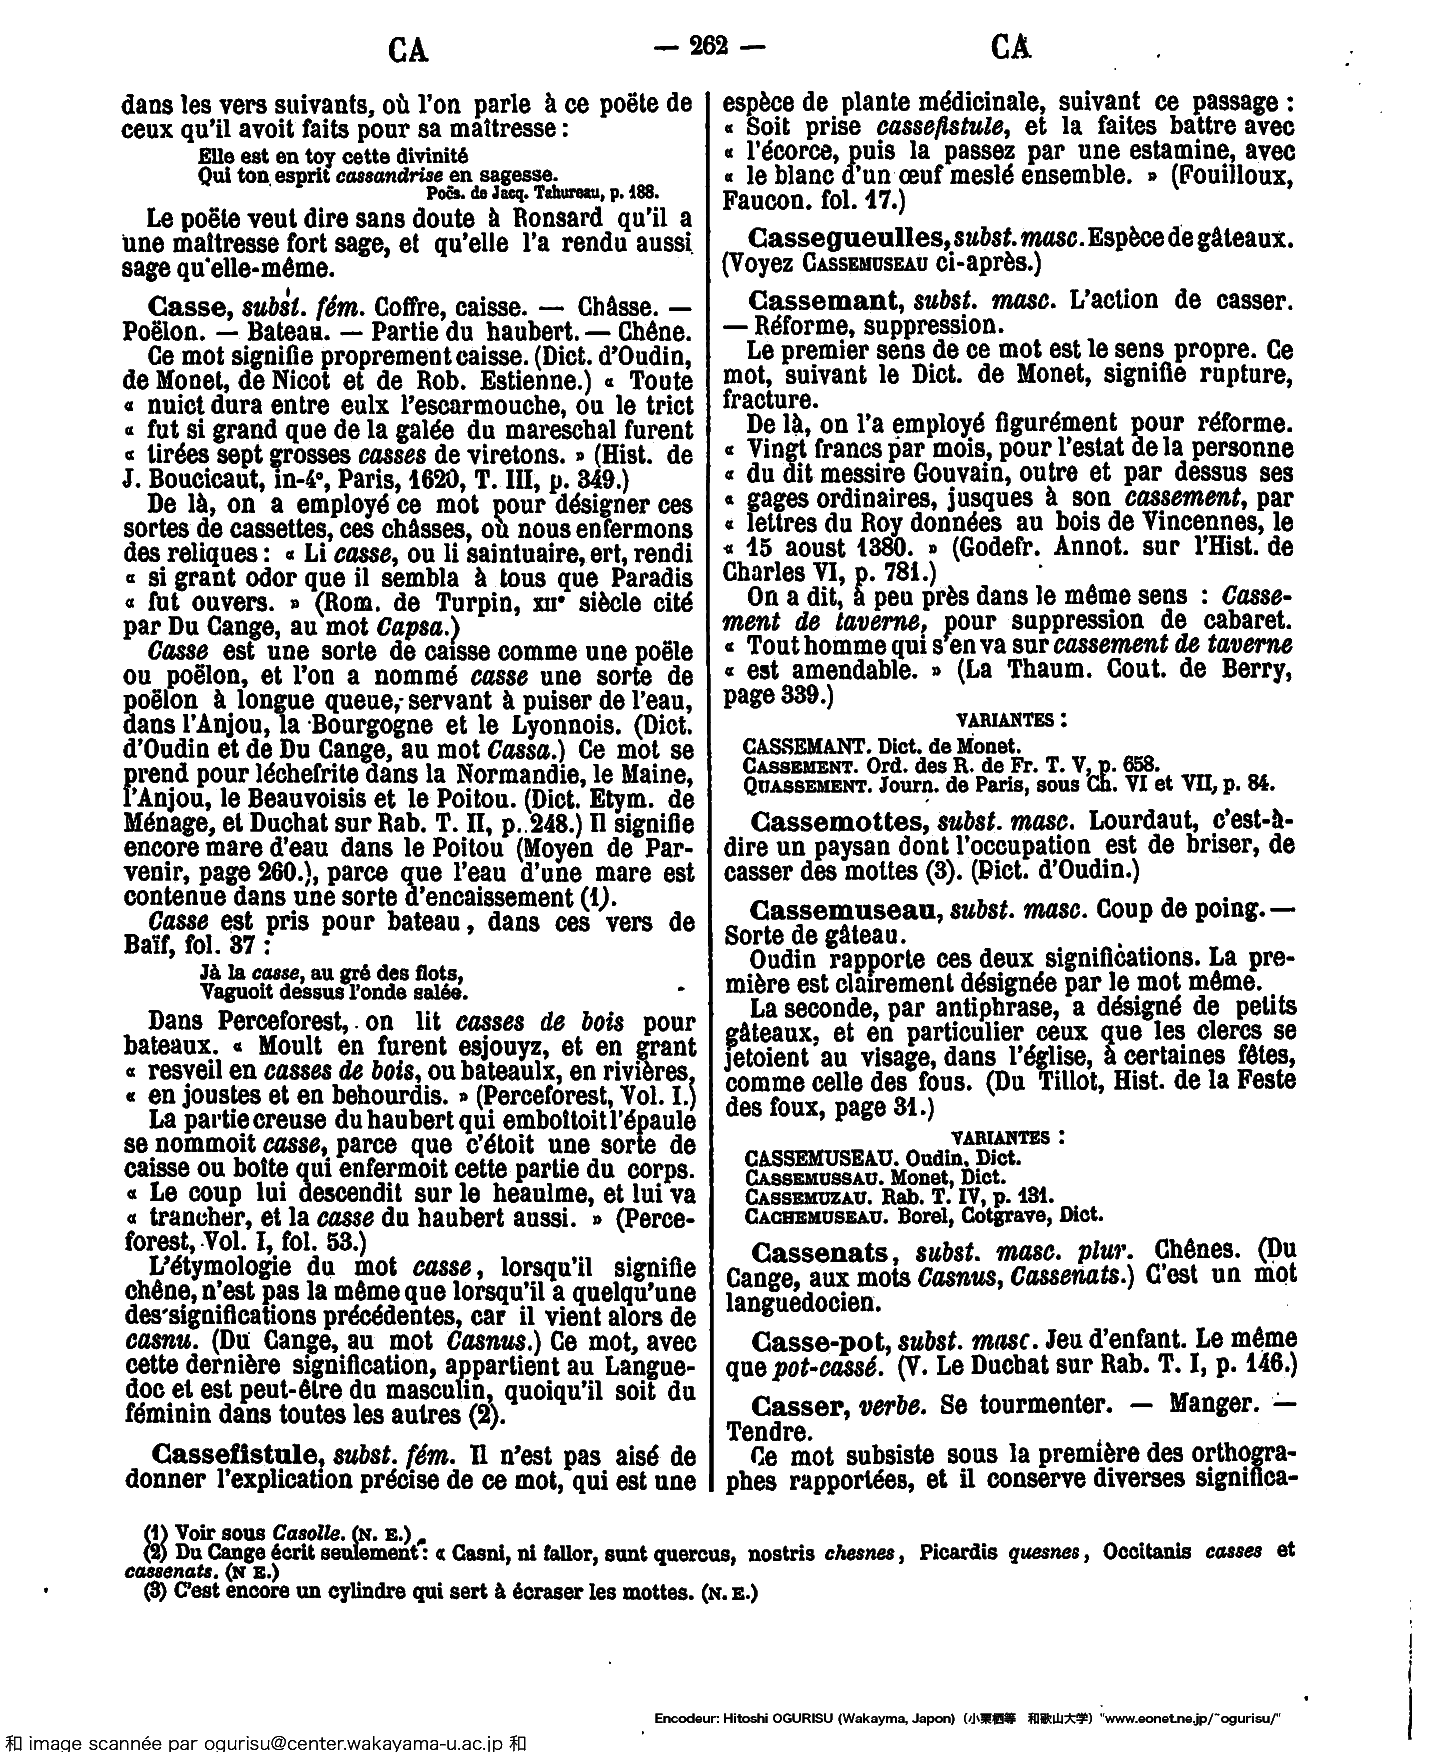 CA
— 262 —
CA
dans les vers suivants, où l'on parle à ce poëte de
ceux qu'il avoit faits pour sa maîtresse :
Elle est en toy cette divinité
Qui ton esprit cassandrise en sagesse.
Poës. de Jacq. Tahureau, p. 188.
Le poëte veut dire sans doute à Ronsard qu'il a
une maîtresse fort sage, et qu'elle l'a rendu aussi
sage qu'elle-même.
Casse, subst. fém. Coffre, caisse. — Châsse. —
Poëlon. — Bateau. — Partie du haubert. — Chêne.
Ce mot signifie proprement caisse. (Dict. d'Oudin,
de Monet, de Nicot et de Rob. Estienne.) « Toute
« nuict dura entre eulx l'escarmouche, ou le trict
« fut si grand que de la galée du mareschal furent
« tirées sept grosses casses de viretons. » (Hist. de
J. Boucicaut, in-4°, Paris, 1620, T. III, p. 349.)
De là, on a employé ce mot pour désigner ces
sortes de cassettes, ces châsses, où nous enfermons
des reliques : « Li casse, ou li saintuaire, ert, rendi
« si grant odor que il sembla à tous que Paradis
« fut ouvers. » (Rom. de Turpin, XIIe siècle cité
par Du Cange, au mot Capsa.)
Casse est une sorte de caisse comme une poële
ou poëlon, et l'on a nommé casse une sorte de
poëlon à longue queue, servant à puiser de l'eau,
dans l'Anjou, la Bourgogne et le Lyonnois. (Dict.
d'Oudin et de Du Cange, au mot Cassa.) Ce mot se
prend pour léchefrite dans la Normandie, le Maine,
l'Anjou, le Beauvoisis et le Poitou. (Dict. Etym. de
Ménage, et Duchat sur Rab. T. II, p. 248.) Il signifie
encore mare d'eau dans le Poitou (Moyen de Par-
venir, page 260.), parce que l'eau d'une mare est
contenue dans une sorte d'encaissement (1).
Casse est pris pour bateau, dans ces vers de
Baïf, fol. 37 :
Jà la casse, au gré des flots,
Vaguoit dessus l'onde salée.
Dans Perceforest, on lit casses de bois pour
bateaux. « Moult en furent esjouyz, et en grant
« resveil en casses de bois, ou bateaulx, en rivières,
« en joustes et en behourdis. » (Perceforest, Vol. I.)
La partie creuse du haubert qui emboîtoit l'épaule
se nommoit casse, parce que c'étoit une sorte de
caisse ou boîte qui enfermoit cette partie du corps.
« Le coup lui descendit sur le heaulme, et lui va
« trancher, et la casse du haubert aussi. » (Perce-
forest, Vol. I, fol. 53.)
L'étymologie du mot casse, lorsqu'il signifie
chêne, n'est pas la même que lorsqu'il a quelqu'une
des significations précédentes, car il vient alors de
casnu. (Du Cange, au mot Casnus.) Ce mot, avec
cette dernière signification, appartient au Langue-
doc et est peut-être du masculin, quoiqu'il soit du
féminin dans toutes les autres (2).
Cassefistule, subst. fém. Il n'est pas aisé de
donner l'explication précise de ce mot, qui est une
espèce de plante médicinale, suivant ce passage :
« Soit prise cassefistule, et la faites battre avec
« l'écorce, puis la passez par une estamine, avec
« le blanc d'un œuf meslé ensemble. » (Fouilloux,
Faucon. fol. 17.)
Cassegueulles, subst. masc. Espèce de gâteaux.
(Voyez CASSEMUSEAU ci-après.)
Cassemant, subst. masc. L'action de casser.
— Réforme, suppression.
Le premier sens de ce mot est le sens propre. Ce
mot, suivant le Dict. de Monet, signifie rupture,
fracture.
De là, on l'a employé figurément pour réforme.
« Vingt francs par mois, pour l'estat de la personne
« du dit messire Gouvain, outre et par dessus ses
« gages ordinaires, jusques à son cassement, par
« lettres du Roy données au bois de Vincennes, le
« 15 aoust 1380. » (Godefr. Annot. sur l'Hist. de
Charles VI, p. 781.)
On a dit, à peu près dans le même sens : Casse-
ment de taverne, pour suppression de cabaret.
« Tout homme qui s'en va sur cassement de taverne
« est amendable. » (La Thaum. Cout. de Berry,
page 339.)
VARIANTES :
CASSEMANT. Dict. de Monet.
CASSEMENT. Ord. des R. de Fr. T. V, p. 658.
QUASSEMENT. Journ. de Paris, sous Ch. VI et VII, p. 84.
Cassemottes, subst. masc. Lourdaut, c'est-à-
dire un paysan dont l'occupation est de briser, de
casser des mottes (3). (Dict. d'Oudin.)
Cassemuseau, subst. masc. Coup de poing. —
Sorte de gâteau.
Oudin rapporte ces deux significations. La pre-
mière est clairement désignée par le mot même.
La seconde, par antiphrase, a désigné de petits
gâteaux, et en particulier ceux que les clercs se
jetoient au visage, dans l'église, à certaines fêtes,
comme celle des fous. (Du Tillot, Hist. de la Feste
des foux, page 31.)
VARIANTES :
CASSEMUSEAU. Oudin, Dict.
CASSEMUSSAU. Monet, Dict.
CASSEMUZAU. Rab. T. IV, p. 131.
CACHEMUSEAU. Borel, Cotgrave, Dict.
Cassenats, subst. masc. plur. Chênes. (Du
Cange, aux mots Casnus, Cassenats.) C'est un mot
languedocien.
Casse-pot, subst. masc. Jeu d'enfant. Le même
que pot-cassé. (V. Le Duchat sur Rab. T. I, p. 146.)
Casser, verbe. Se tourmenter. — Manger. —
Tendre.
Ce mot subsiste sous la première des orthogra-
phes rapportées, et il conserve diverses significa-
(1) Voir sous Casolle. (N. E.)
(2) Du Cange écrit seulement : « Casni, ni fallor, sunt quercus, nostris chesnes, Picardis quesnes, Occitanis casses et
cassenats. (N E.)
(3) C'est encore un cylindre qui sert à écraser les mottes. (N. E.)
Encodeur: Hitoshi OGURISU (Wakayma, Japon) (小栗栖等 和歌山大学) "www.eonet.ne.jp/~ogurisu/"
和 image scannée par ogurisu@center.wakayama-u.ac.jp 和